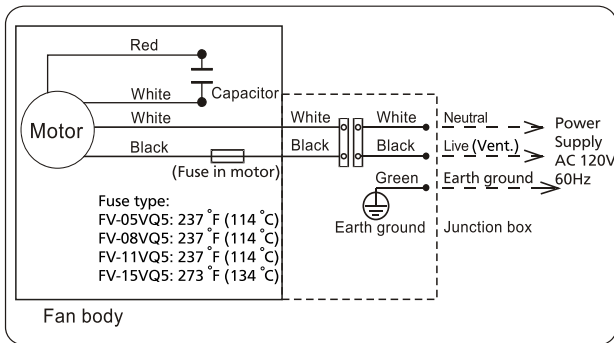 Red
White
Capacitor
White
White
White
Neutral
Motor
Black
Black
Black
Live (Vent.)
(Fuse in motor)
Green
Earth ground
Power
Supply
AC 120V
60Hz
Earth ground
Junction box
Fuse type:
FV-05VQ5: 237 °F (114 °C)
FV-08VQ5: 237 °F (114 °C)
FV-11VQ5: 237 °F (114 °C)
FV-15VQ5: 273 °F (134 °C)
Fan body